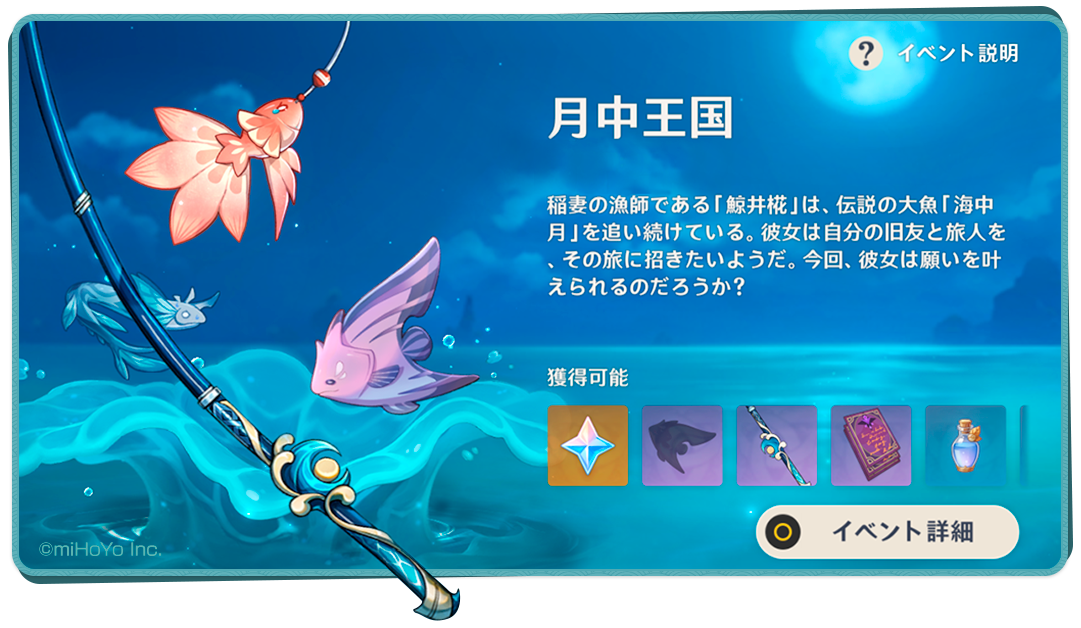 ? イベント説明
月中王国
稲妻の漁師である「鯨井椛」は、伝説の大魚「海中
月」を追い続けている。彼女は自分の旧友と旅人を
、その旅に招きたいようだ。今回、彼女は願いを叶
えられるのだろうか?
獲得可能
イベント詳細
©miHoYo Inc.